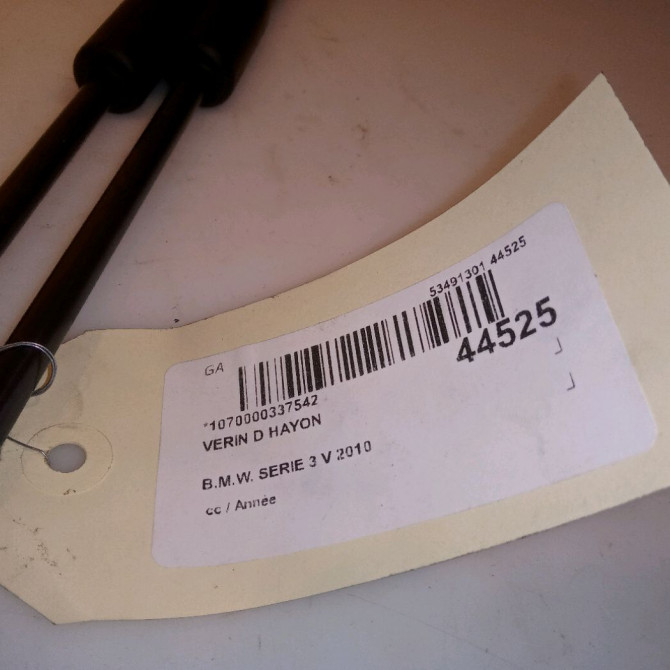 53491301 44525
GA
44525
*1070000337542
VERIN D HAYON
B.M.W. SERIE 3 V 2010
cc / Année